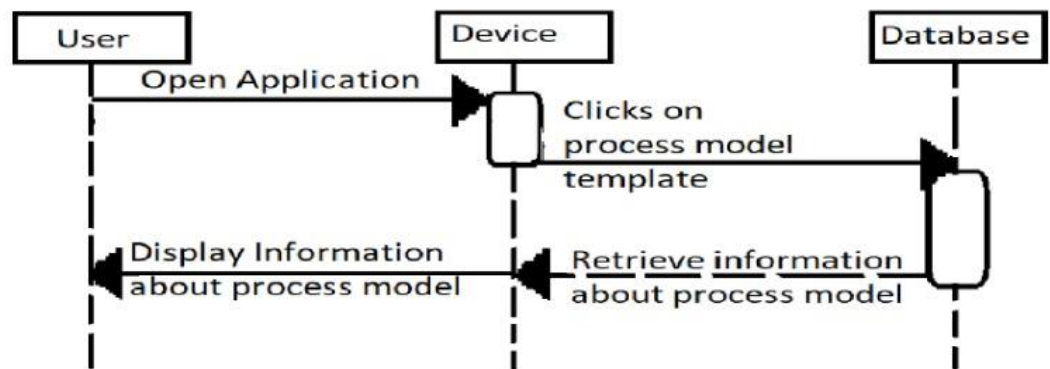 User
Device
Database
Open Application
Clicks on
process model
template
Display Information
about process model
Retrieve information
about process model